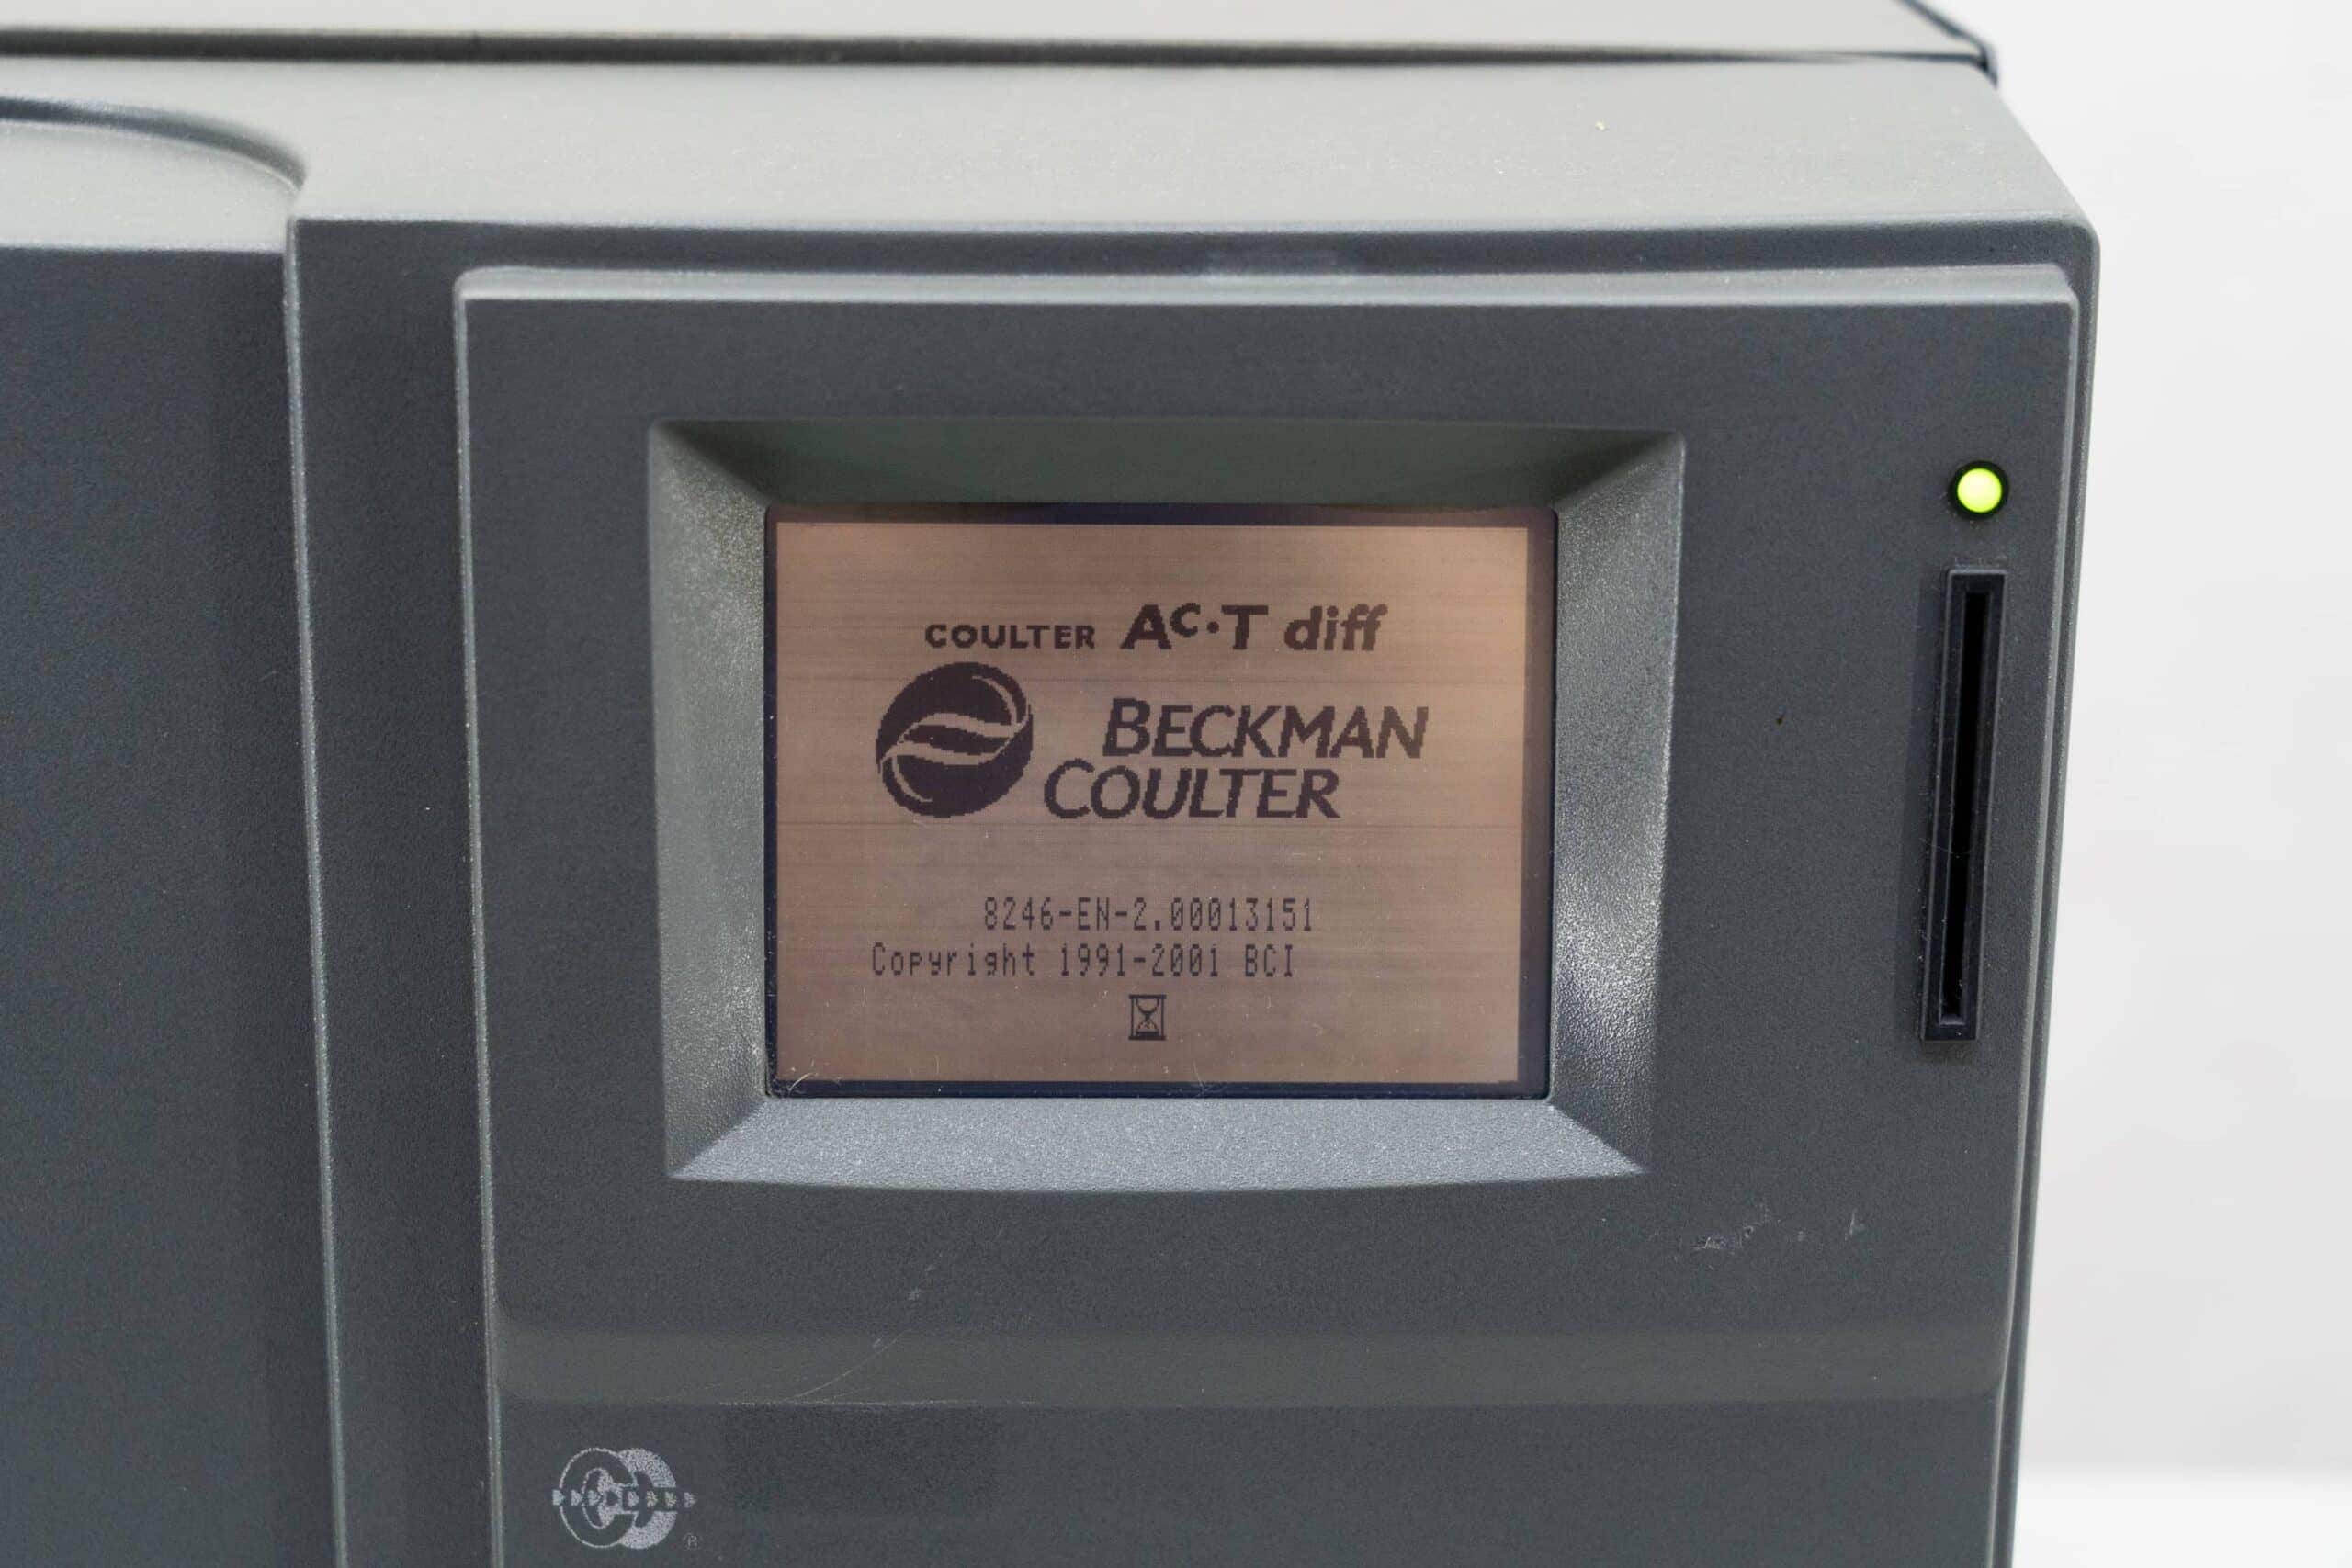 COULTER AC·T diff
BECKMAN
COULTER
8246-EN-2.00013151
Copyright 1991-2001 BCI
®